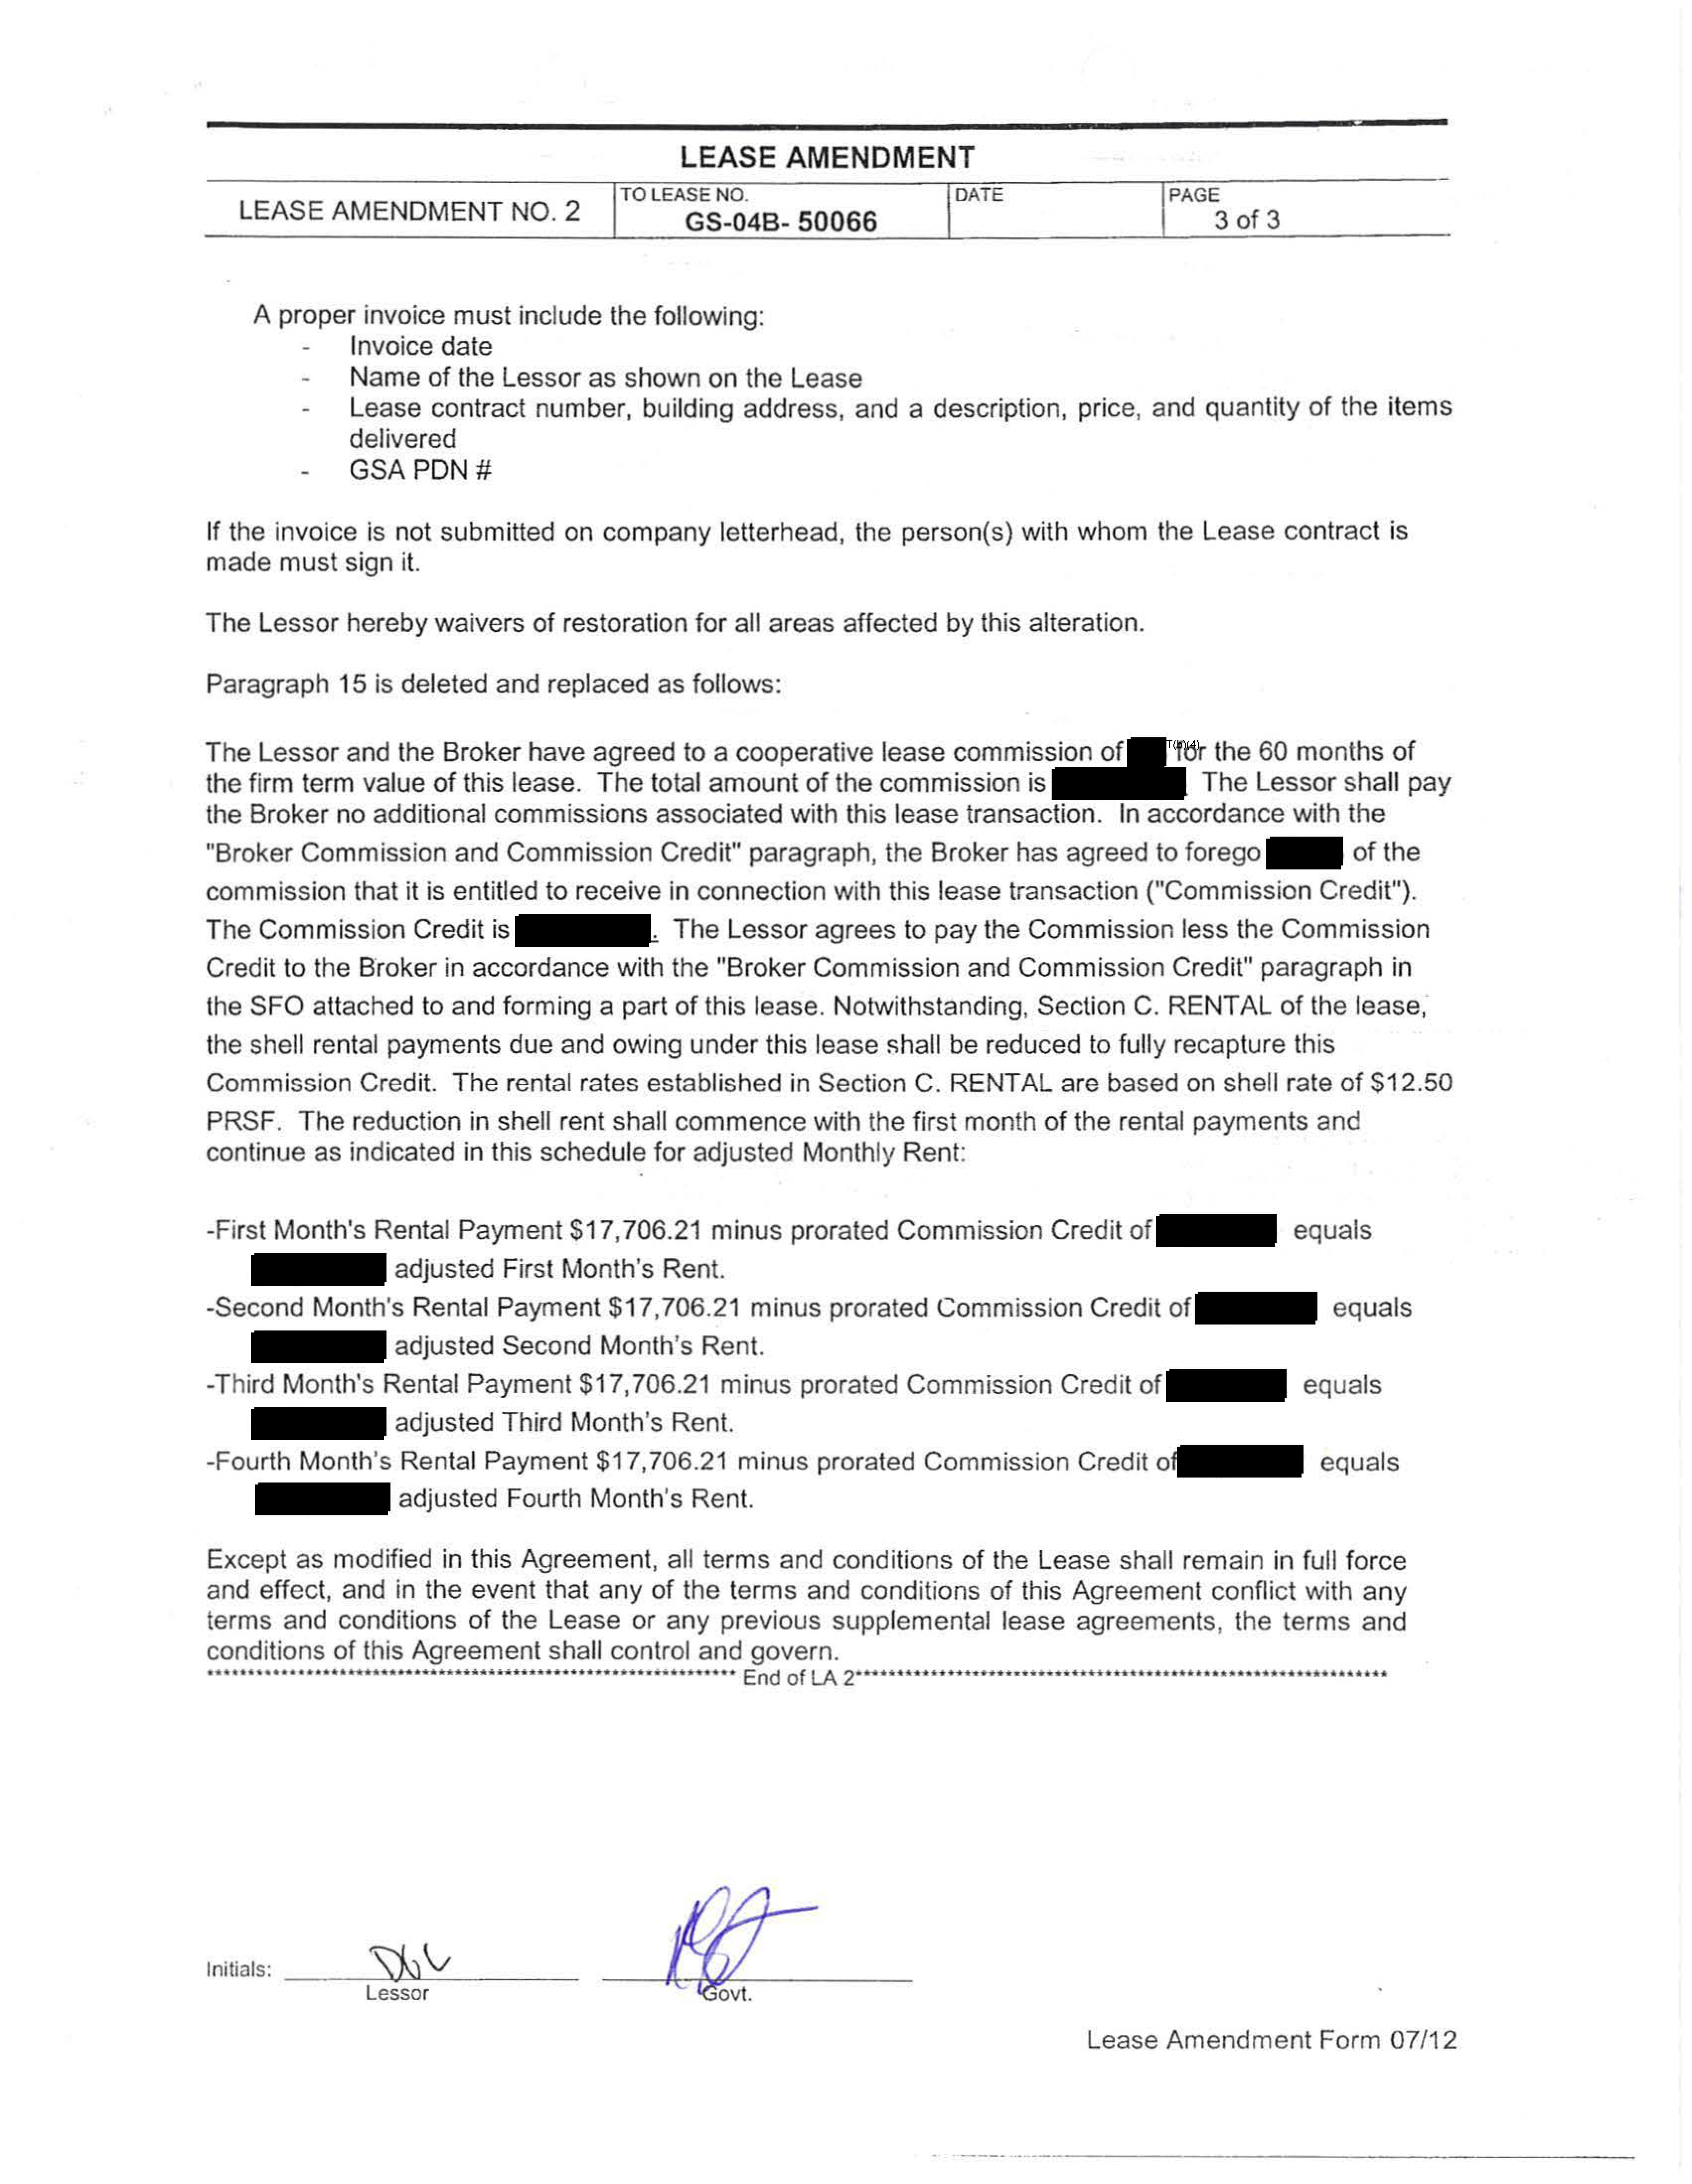 LEASE AMENDMENT
LEASE AMENDMENT NO. 2
TO LEASE NO.
GS-04B- 50066
DATE
PAGE
3 of 3
A proper invoice must include the following:
- Invoice date
- Name of the Lessor as shown on the Lease
- Lease contract number, building address, and a description, price, and quantity of the items
delivered
- GSA PDN #
If the invoice is not submitted on company letterhead, the person(s) with whom the Lease contract is
made must sign it.
The Lessor hereby waivers of restoration for all areas affected by this alteration.
Paragraph 15 is deleted and replaced as follows:
The Lessor and the Broker have agreed to a cooperative lease commission of for the 60 months of
the firm term value of this lease. The total amount of the commission is The Lessor shall pay
the Broker no additional commissions associated with this lease transaction. In accordance with the
"Broker Commission and Commission Credit" paragraph, the Broker has agreed to forego of the
commission that it is entitled to receive in connection with this lease transaction ("Commission Credit").
The Commission Credit is . The Lessor agrees to pay the Commission less the Commission
Credit to the Broker in accordance with the "Broker Commission and Commission Credit" paragraph in
the SFO attached to and forming a part of this lease. Notwithstanding, Section C. RENTAL of the lease,
the shell rental payments due and owing under this lease shall be reduced to fully recapture this
Commission Credit. The rental rates established in Section C. RENTAL are based on shell rate of $12.50
PRSF. The reduction in shell rent shall commence with the first month of the rental payments and
continue as indicated in this schedule for adjusted Monthly Rent:
-First Month's Rental Payment $17,706.21 minus prorated Commission Credit of equals
adjusted First Month's Rent.
-Second Month's Rental Payment $17,706.21 minus prorated Commission Credit of equals
adjusted Second Month's Rent.
-Third Month's Rental Payment $17,706.21 minus prorated Commission Credit of equals
adjusted Third Month's Rent.
-Fourth Month's Rental Payment $17,706.21 minus prorated Commission Credit of equals
adjusted Fourth Month's Rent.
Except as modified in this Agreement, all terms and conditions of the Lease shall remain in full force
and effect, and in the event that any of the terms and conditions of this Agreement conflict with any
terms and conditions of the Lease or any previous supplemental lease agreements, the terms and
conditions of this Agreement shall control and govern.
End of LA 2
Initials:
Lessor
Govt.
Lease Amendment Form 07/12